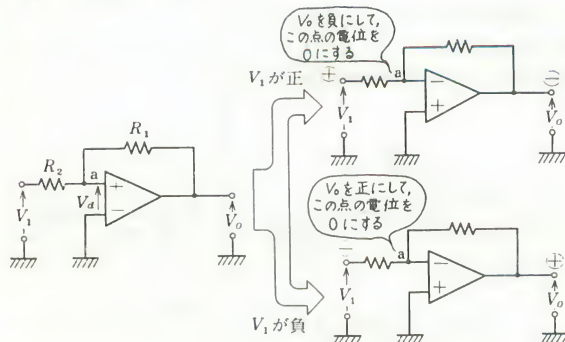 V₀を負にして,
この点の電位を
0にする
V₁が正
⊕
a
−
+
⊖
V₁
V₀
R₁
R₂
a
+
−
V₁
V_d
V₀
V₀を正にして,
この点の電位を
0にする
−
a
−
+
⊕
V₁
V₀
V₁が負